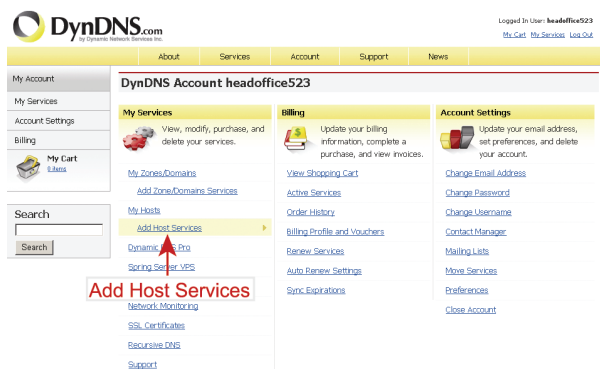 DynDNS.com
by Dynamic Network Services Inc.
Logged In User: headoffice523
My Cart My Services Log Out
About Services Account Support News
My Account
My Services
Account Settings
Billing
My Cart
0 items
Search
Search
DynDNS Account headoffice523
My Services
View, modify, purchase, and
delete your services.
My Zones/Domains
Add Zone/Domains Services
My Hosts
Add Host Services
Dynamic Pro
Spring Server VPS
Add Host Services
Network Monitoring
SSL Certificates
Recursive DNS
Support
Billing
Update your billing
information, complete a
purchase, and view invoices.
View Shopping Cart
Active Services
Order History
Billing Profile and Vouchers
Renew Services
Auto Renew Settings
Sync Expirations
Account Settings
Update your email address,
set preferences, and delete
your account.
Change Email Address
Change Password
Change Username
Contact Manager
Mailing Lists
Move Services
Preferences
Close Account